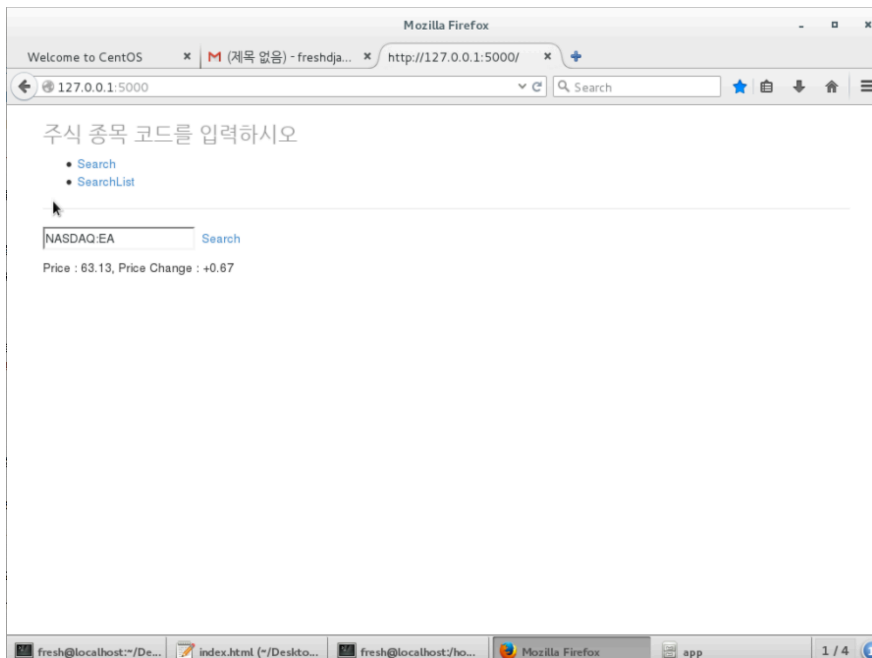 Mozilla Firefox
Welcome to CentOS
(제목 없음) - freshdja...
http://127.0.0.1:5000/
127.0.0.1:5000
Search
주식 종목 코드를 입력하시오
Search
SearchList
NASDAQ:EA Search
Price : 63.13, Price Change : +0.67
fresh@localhost:~/De...
index.html (~/Deskto...
fresh@localhost:/ho...
Mozilla Firefox
app
1 / 4